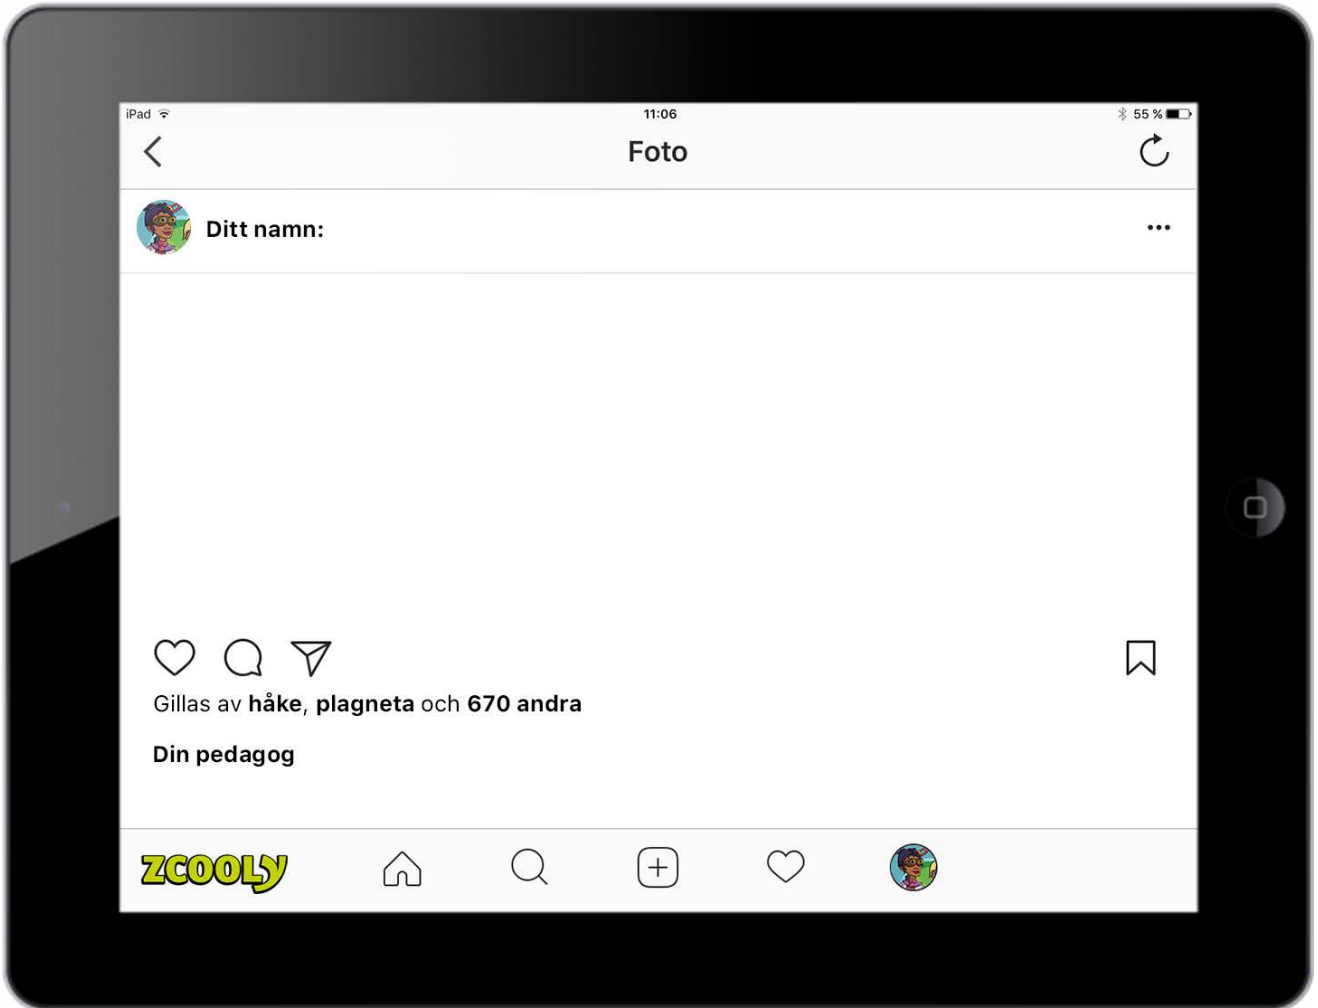 iPad 11:06 55 %
Foto
Ditt namn:
Gillas av håke, plagneta och 670 andra
Din pedagog
ZCOOLY